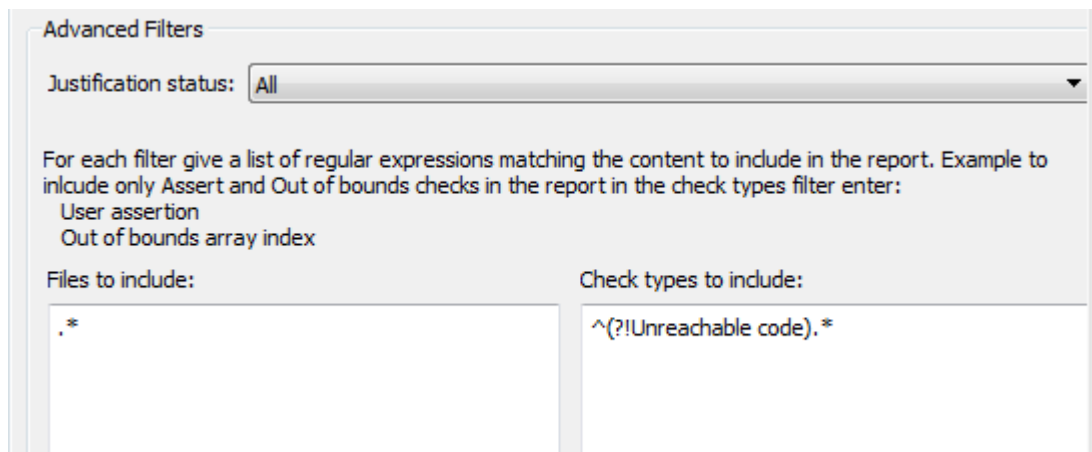 Advanced Filters
Justification status: All
For each filter give a list of regular expressions matching the content to include in the report. Example to
inlcude only Assert and Out of bounds checks in the report in the check types filter enter:
User assertion
Out of bounds array index
Files to include: Check types to include:
.* ^(?!Unreachable code).*